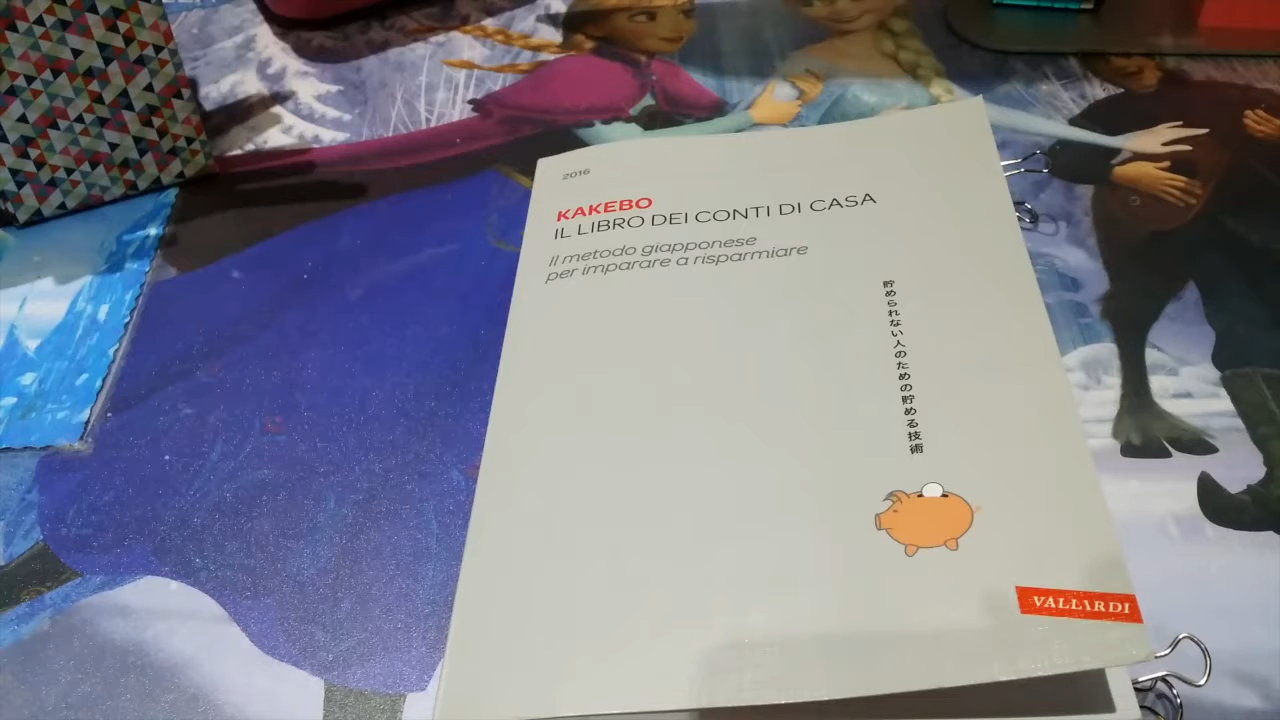 2016
KAKEBO
IL LIBRO DEI CONTI DI CASA
Il metodo giapponese
per imparare a risparmiare
貯められない人のための貯める技術
VALLARDI